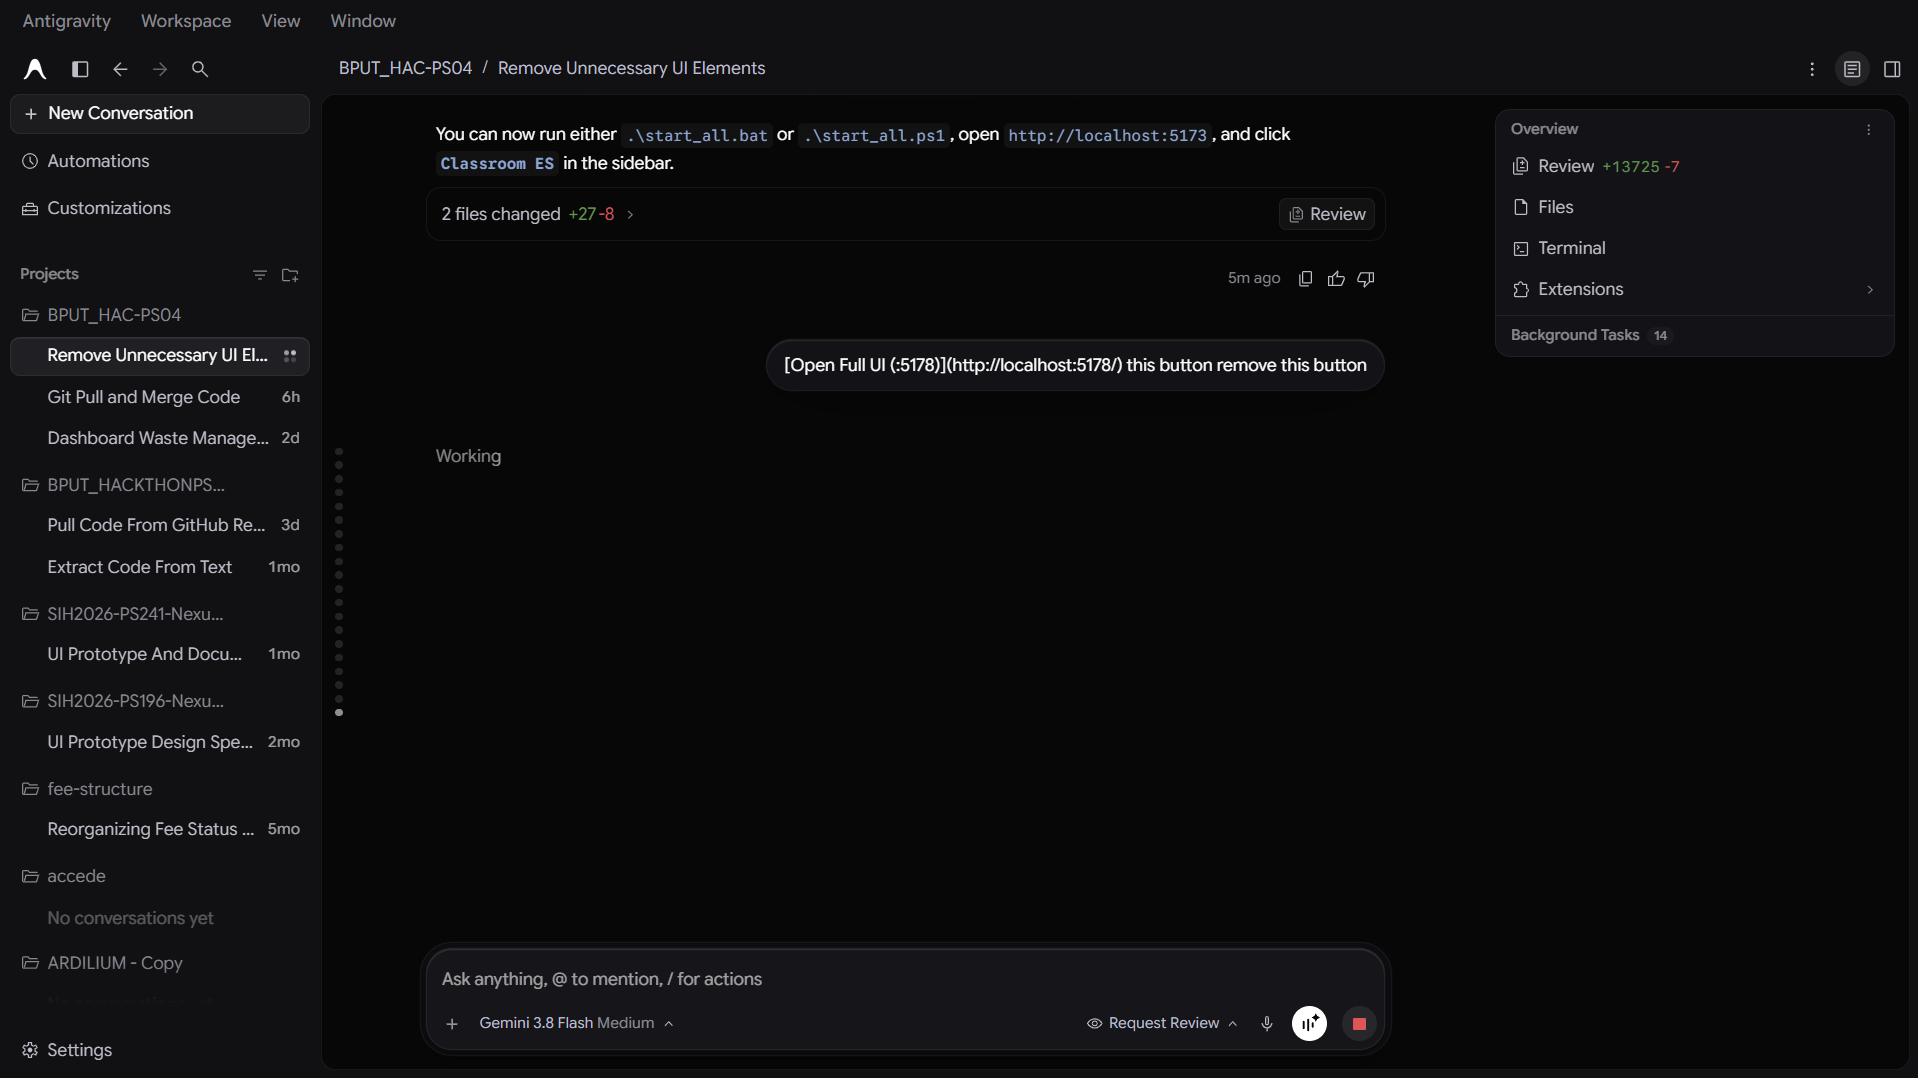 Antigravity Workspace View Window
BPUT_HAC-PS04 / Remove Unnecessary UI Elements
+ New Conversation
Automations
Customizations
Projects
BPUT_HAC-PS04
Remove Unnecessary UI El...
Git Pull and Merge Code 6h
Dashboard Waste Manage... 2d
BPUT_HACKTHONPS...
Pull Code From GitHub Re... 3d
Extract Code From Text 1mo
SIH2026-PS241-Nexu...
UI Prototype And Docu... 1mo
SIH2026-PS196-Nexu...
UI Prototype Design Spe... 2mo
fee-structure
Reorganizing Fee Status ... 5mo
accede
No conversations yet
ARDILIUM - Copy
No conversations yet
Settings
You can now run either .\start_all.bat or .\start_all.ps1, open http://localhost:5173, and click
Classroom ES in the sidebar.
2 files changed +27 -8 >
Review
5m ago
[Open Full UI (:5178)](http://localhost:5178/) this button remove this button
Working
Ask anything, @ to mention, / for actions
+ Gemini 3.8 Flash Medium
Request Review
Overview
Review +13725 -7
Files
Terminal
Extensions
Background Tasks 14